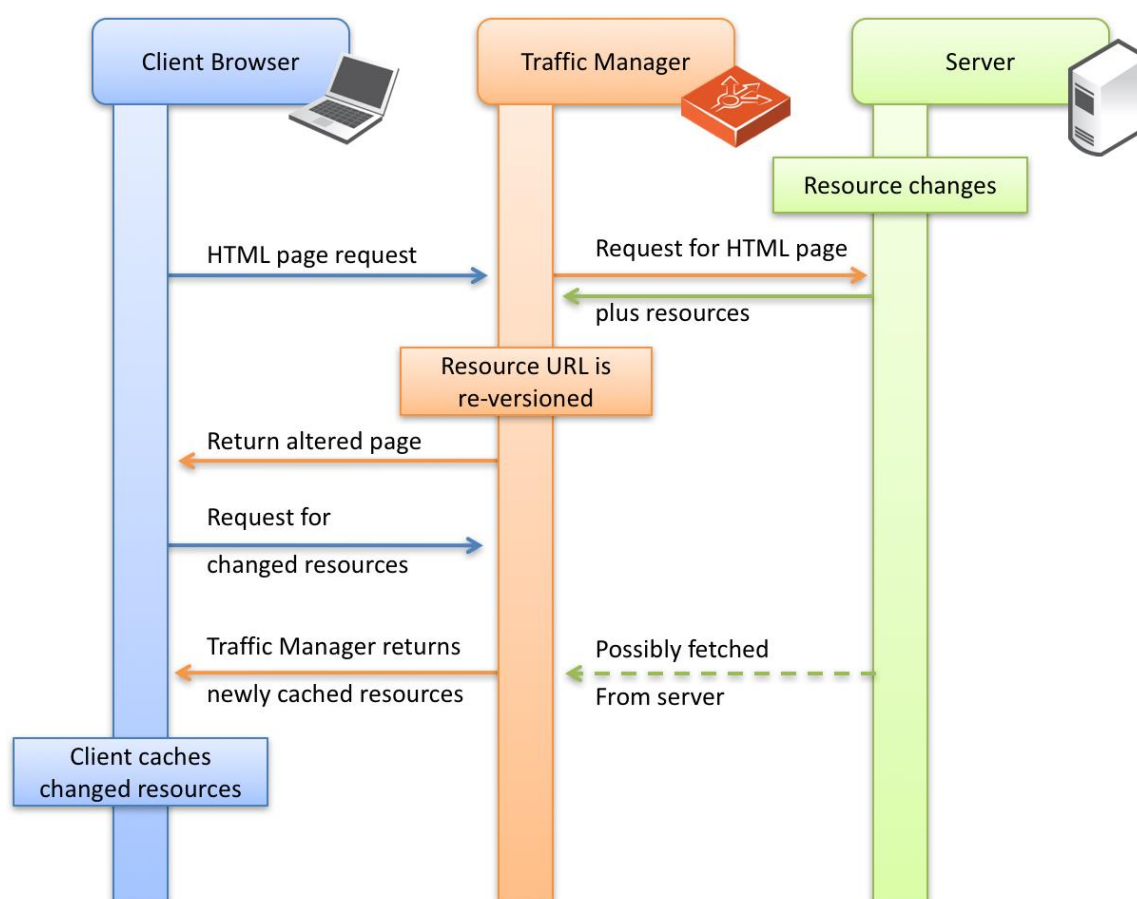 Client Browser
Traffic Manager
Server
Resource changes
HTML page request
Request for HTML page
plus resources
Resource URL is
re-versioned
Return altered page
Request for
changed resources
Traffic Manager returns
newly cached resources
Possibly fetched
From server
Client caches
changed resources